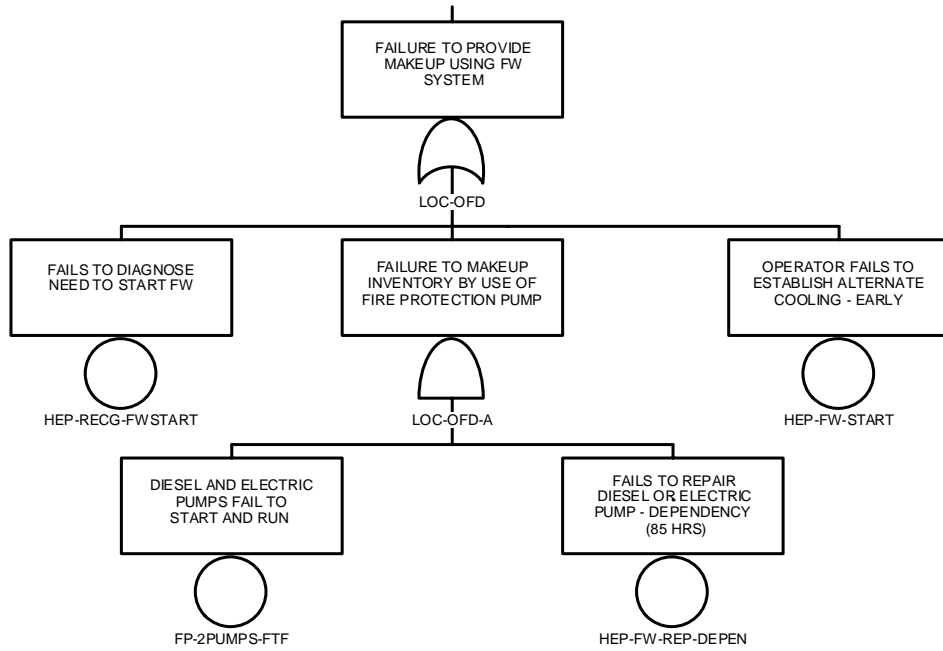 FAILURE TO PROVIDE
MAKEUP USING FW
SYSTEM
LOC-OFD
FAILS TO DIAGNOSE
NEED TO START FW
HEP-RECG-FWSTART
FAILURE TO MAKEUP
INVENTORY BY USE OF
FIRE PROTECTION PUMP
LOC-OFD-A
OPERATOR FAILS TO
ESTABLISH ALTERNATE
COOLING - EARLY
HEP-FW-START
DIESEL AND ELECTRIC
PUMPS FAIL TO
START AND RUN
FP-2PUMPS-FTF
FAILS TO REPAIR
DIESEL OR ELECTRIC
PUMP - DEPENDENCY
(85 HRS)
HEP-FW-REP-DEPEN